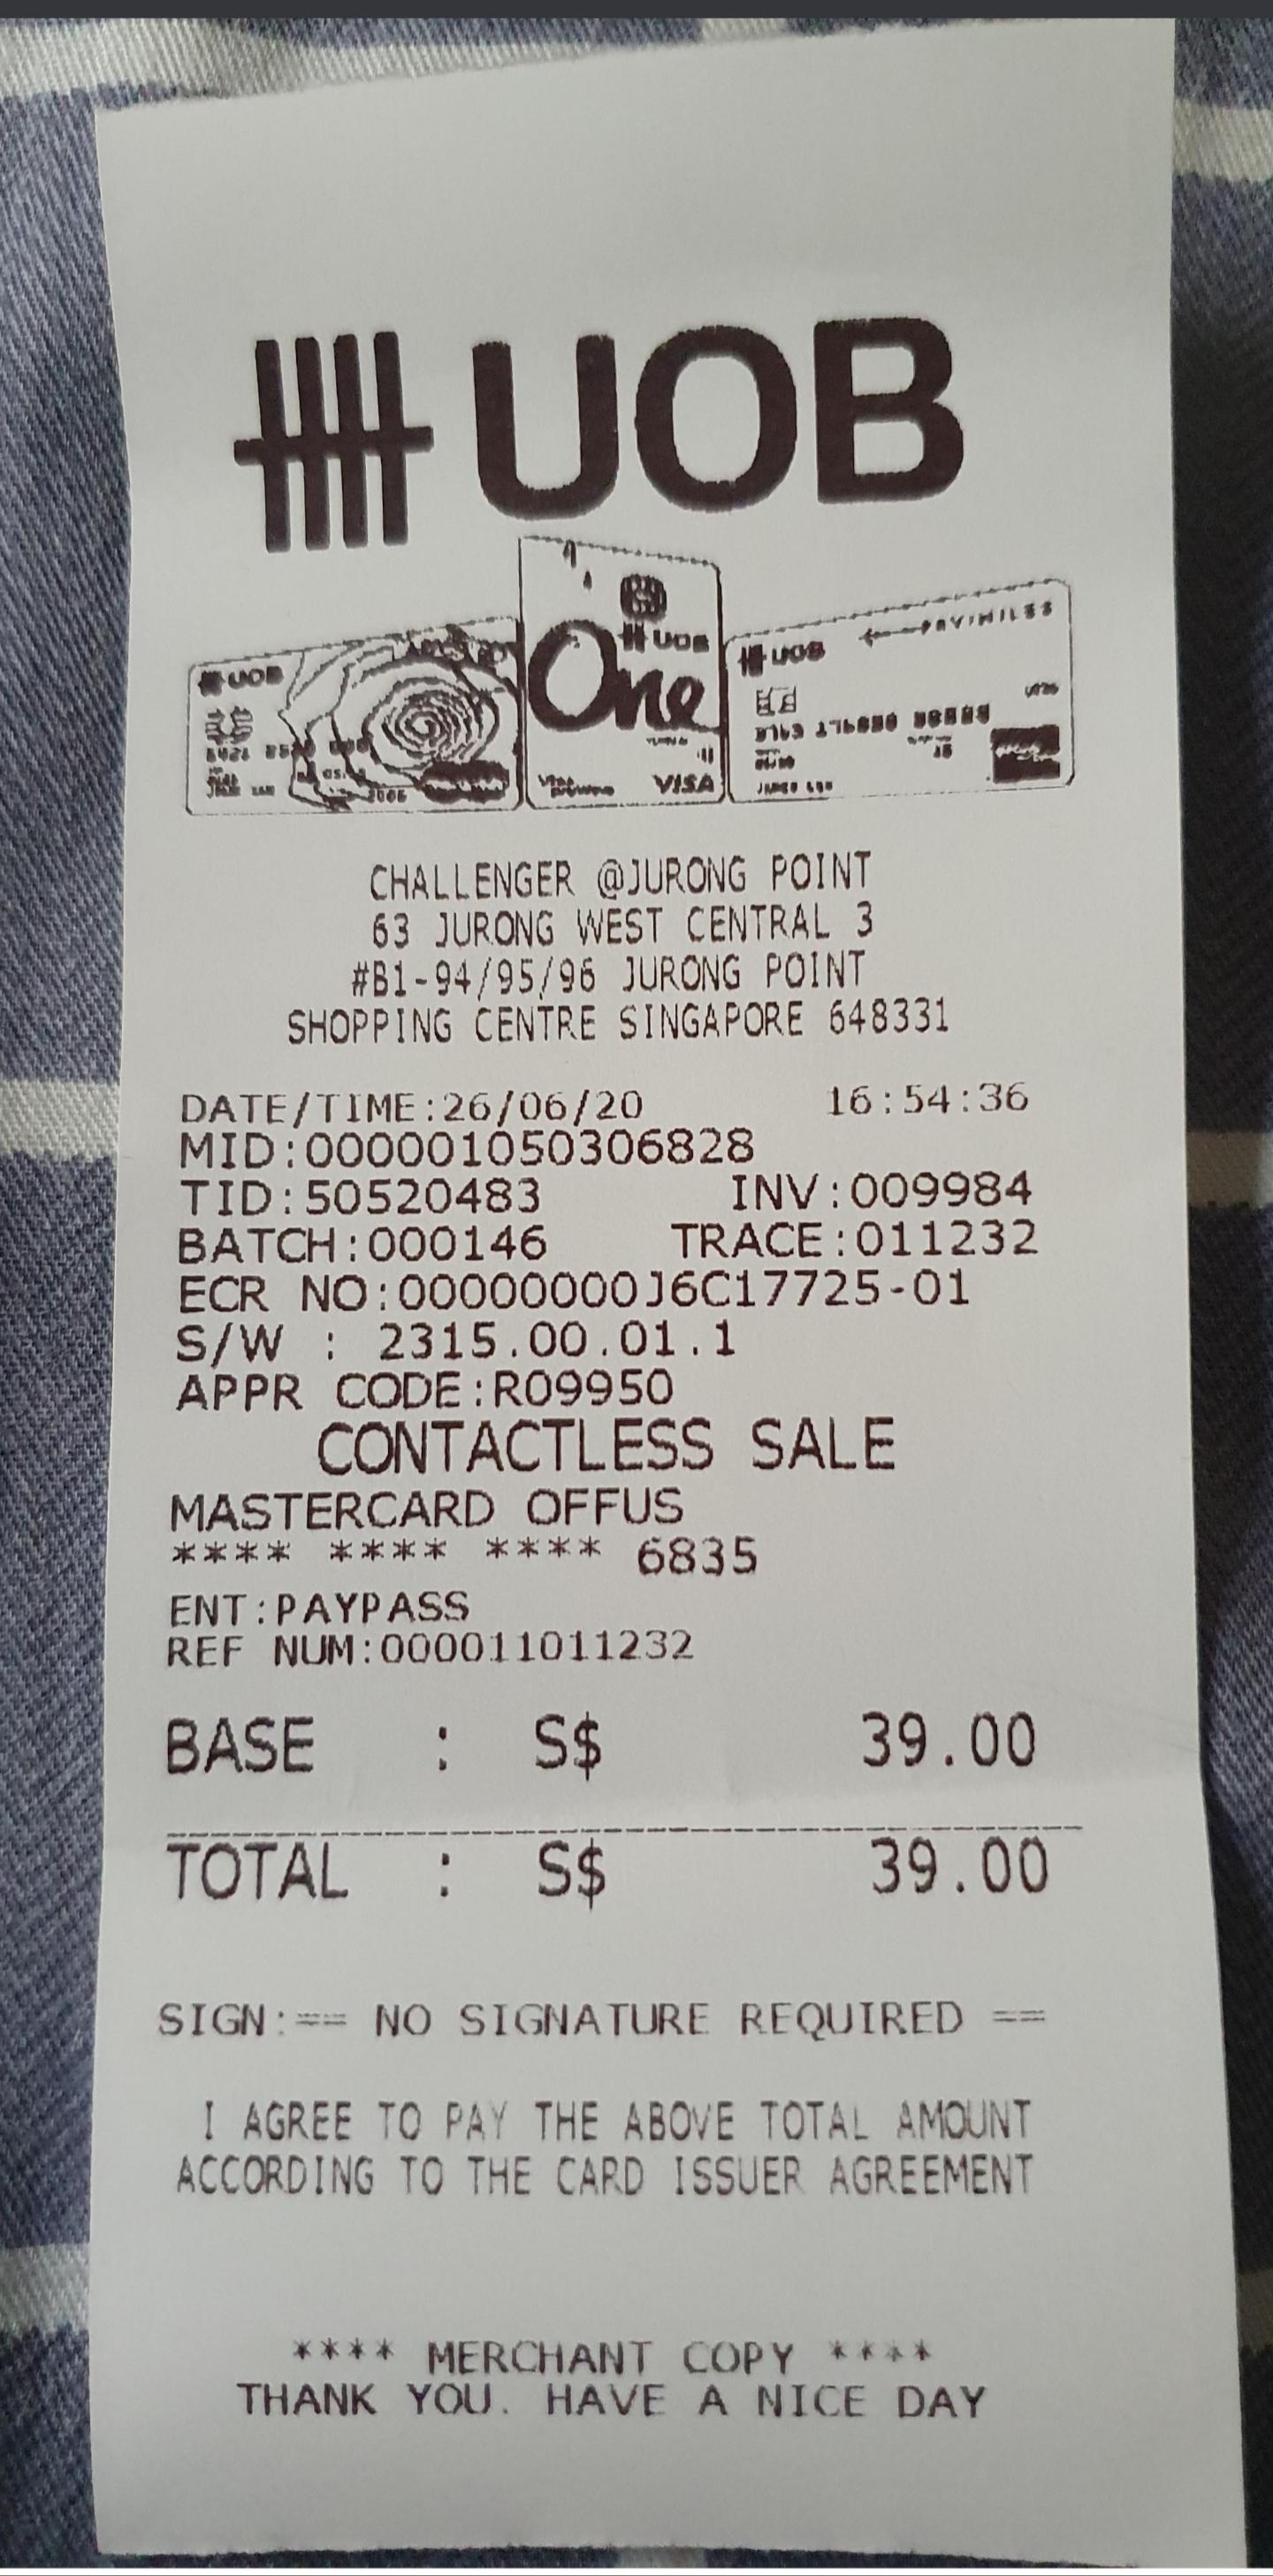 UOB
UOB
One
UOB
VISA
UOB
CHALLENGER @JURONG POINT
63 JURONG WEST CENTRAL 3
#B1-94/95/96 JURONG POINT
SHOPPING CENTRE SINGAPORE 648331
DATE/TIME:26/06/20 16:54:36
MID:000001050306828
TID:50520483 INV:009984
BATCH:000146 TRACE:011232
ECR NO:00000000J6C17725-01
S/W : 2315.00.01.1
APPR CODE:R09950
CONTACTLESS SALE
MASTERCARD OFFUS
**** **** **** 6835
ENT:PAYPASS
REF NUM:000011011232
BASE : S$ 39.00
TOTAL : S$ 39.00
SIGN:== NO SIGNATURE REQUIRED ==
I AGREE TO PAY THE ABOVE TOTAL AMOUNT
ACCORDING TO THE CARD ISSUER AGREEMENT
**** MERCHANT COPY ****
THANK YOU. HAVE A NICE DAY